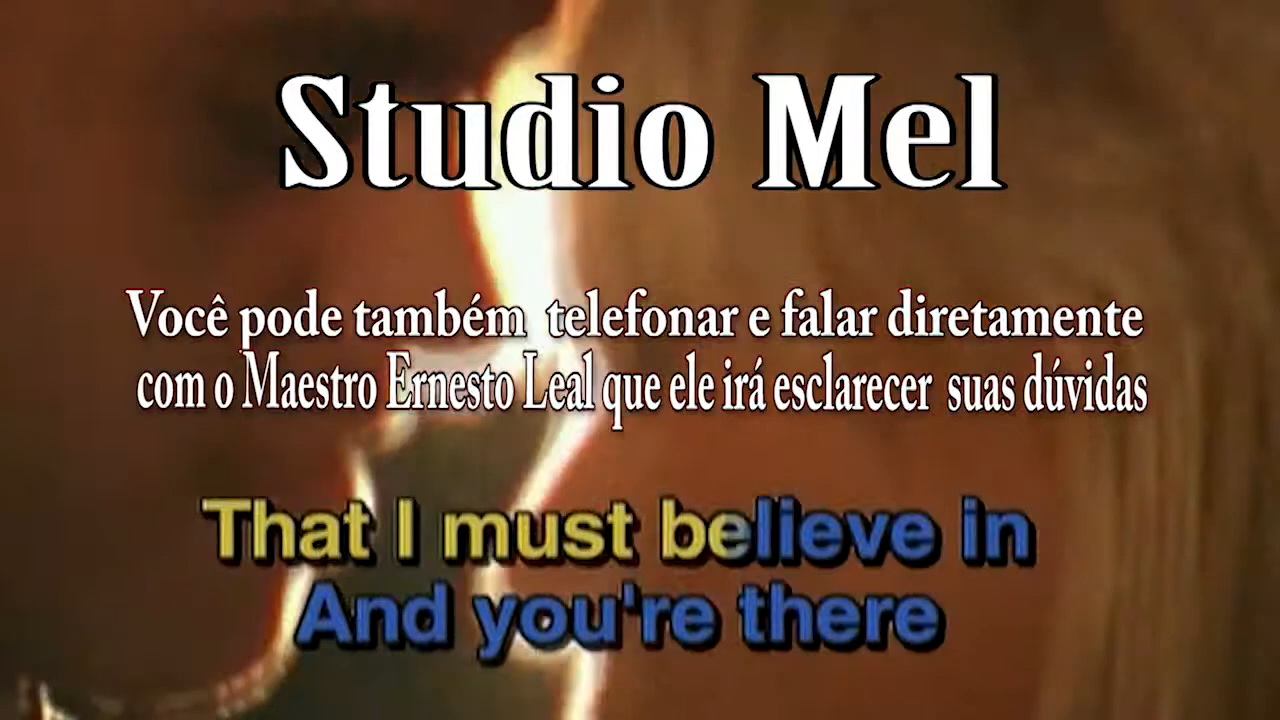 Studio Mel
Você pode também telefonar e falar diretamente
com o Maestro Ernesto Leal que ele irá esclarecer suas dúvidas
That I must believe in
And you're there